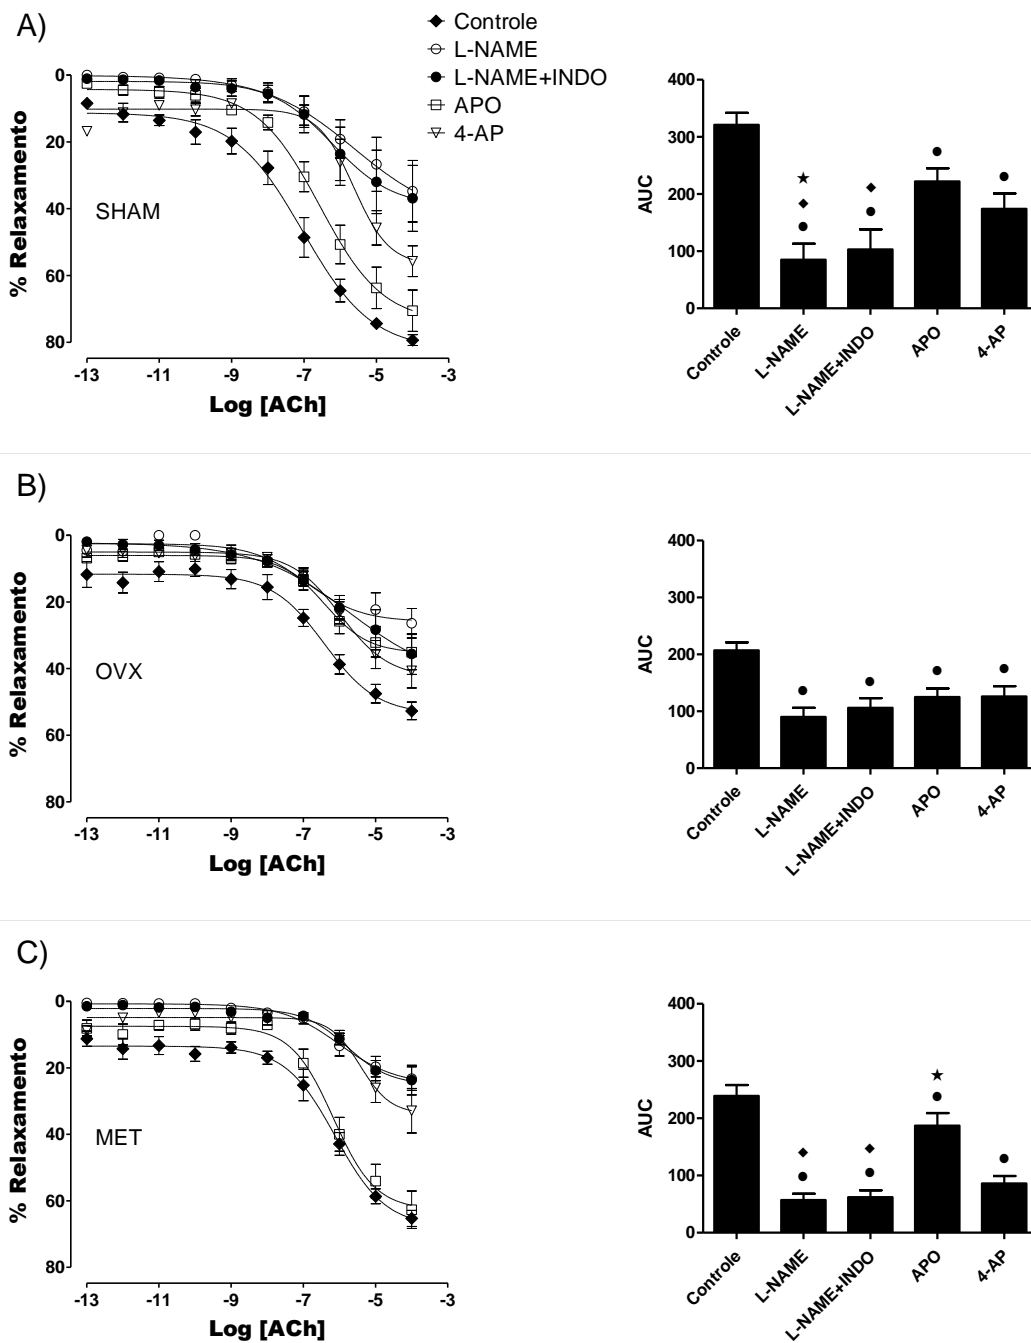 A)
Controle
L-NAME
L-NAME+INDO
APO
4-AP
% Relaxamento
0
20
40
60
80
SHAM
-13 -11 -9 -7 -5 -3
Log [ACh]
AUC
400
300
200
100
0
Controle
L-NAME
L-NAME+INDO
APO
4-AP
B)
% Relaxamento
0
20
40
60
80
OVX
-13 -11 -9 -7 -5 -3
Log [ACh]
AUC
400
300
200
100
0
Controle
L-NAME
L-NAME+INDO
APO
4-AP
C)
% Relaxamento
0
20
40
60
80
MET
-13 -11 -9 -7 -5 -3
Log [ACh]
AUC
400
300
200
100
0
Controle
L-NAME
L-NAME+INDO
APO
4-AP